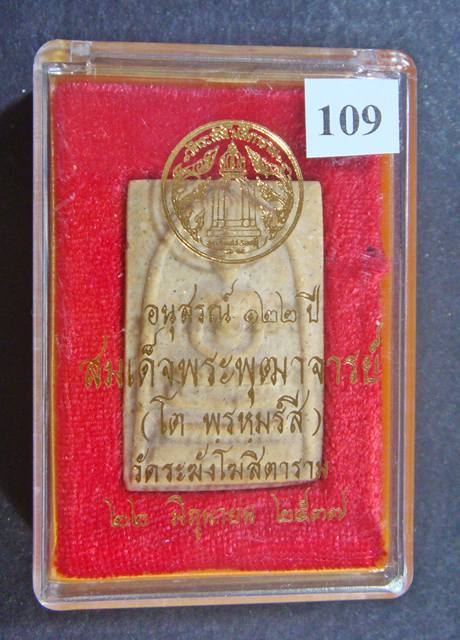 109
อนุสรณ์ ๑๒๒ ปี
สมเด็จพระพุฒาจารย์
(โต พรหมรํสี)
วัดระฆังโฆสิตาราม
๒๒ มิถุนายน ๒๕๓๗